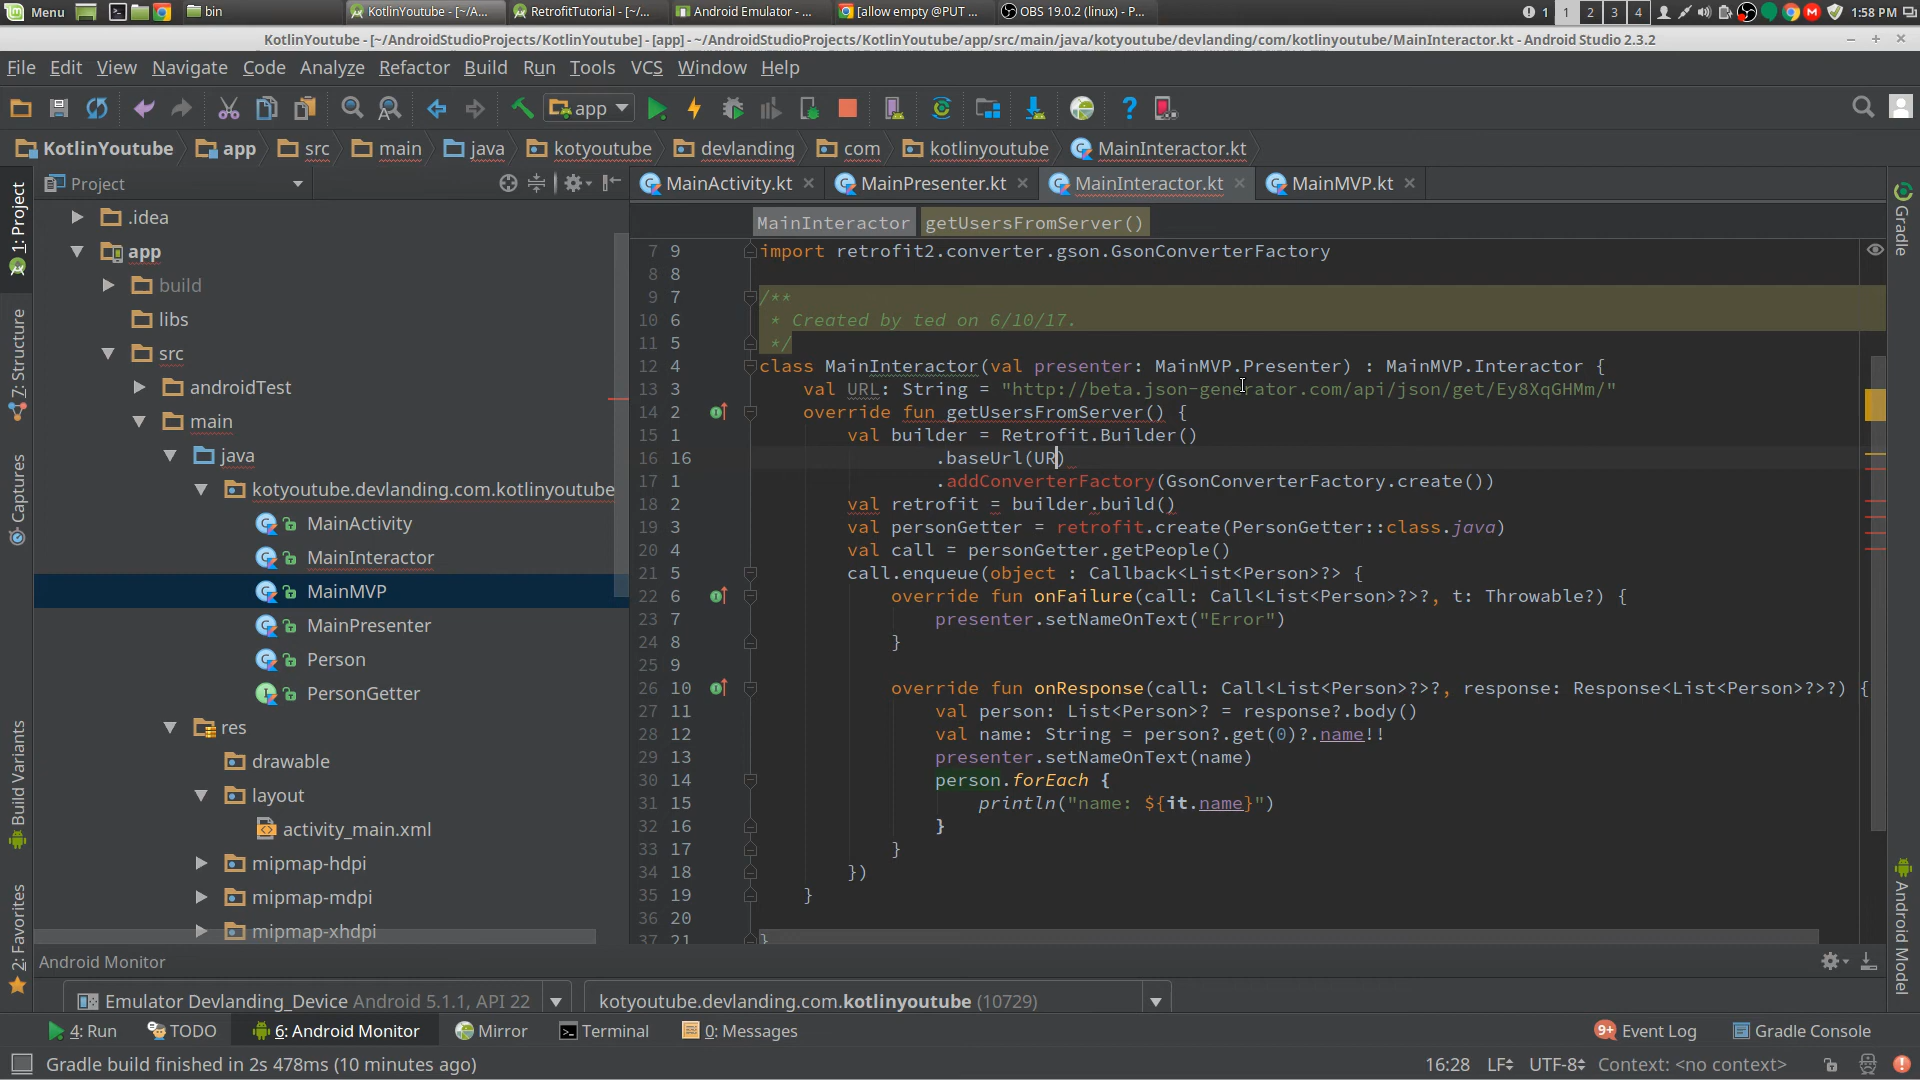 Menu
bin
KotlinYoutube - [~/A...
RetrofitTutorial - [~/...
Android Emulator - ...
[allow empty @PUT ...
OBS 19.0.2 (linux) - P...
1
1 2 3 4
1:58 PM
KotlinYoutube - [~/AndroidStudioProjects/KotlinYoutube] - [app] - ~/AndroidStudioProjects/KotlinYoutube/app/src/main/java/kotyoutube/devlanding/com/kotlinyoutube/MainInteractor.kt - Android Studio 2.3.2
File Edit View Navigate Code Analyze Refactor Build Run Tools VCS Window Help
app
KotlinYoutube app src main java kotyoutube devlanding com kotlinyoutube MainInteractor.kt
Project
MainActivity.kt MainPresenter.kt MainInteractor.kt MainMVP.kt
MainInteractor getUsersFromServer()
1: Project
7: Structure
Captures
Build Variants
2: Favorites
.idea
app
build
libs
src
androidTest
main
java
kotyoutube.devlanding.com.kotlinyoutube
MainActivity
MainInteractor
MainMVP
MainPresenter
Person
PersonGetter
res
drawable
layout
activity_main.xml
mipmap-hdpi
mipmap-mdpi
mipmap-xhdpi
7 9 import retrofit2.converter.gson.GsonConverterFactory
8 8
9 7 /**
10 6 * Created by ted on 6/10/17.
11 5 */
12 4 class MainInteractor(val presenter: MainMVP.Presenter) : MainMVP.Interactor {
13 3 val URL: String = "http://beta.json-generator.com/api/json/get/Ey8XqGHMm/"
14 2 override fun getUsersFromServer() {
15 1 val builder = Retrofit.Builder()
16 16 .baseUrl(UR)
17 1 .addConverterFactory(GsonConverterFactory.create())
18 2 val retrofit = builder.build()
19 3 val personGetter = retrofit.create(PersonGetter::class.java)
20 4 val call = personGetter.getPeople()
21 5 call.enqueue(object : Callback<List<Person>?> {
22 6 override fun onFailure(call: Call<List<Person>?>?, t: Throwable?) {
23 7 presenter.setNameOnText("Error")
24 8 }
25 9
26 10 override fun onResponse(call: Call<List<Person>?>?, response: Response<List<Person>?>?) {
27 11 val person: List<Person>? = response?.body()
28 12 val name: String = person?.get(0)?.name!!
29 13 presenter.setNameOnText(name)
30 14 person.forEach {
31 15 println("name: ${it.name}")
32 16 }
33 17 }
34 18 })
35 19 }
36 20
37 21 }
Gradle
Android Model
Android Monitor
Emulator Devlanding_Device Android 5.1.1, API 22
kotyoutube.devlanding.com.kotlinyoutube (10729)
4: Run TODO 6: Android Monitor Mirror Terminal 0: Messages
9+ Event Log Gradle Console
Gradle build finished in 2s 478ms (10 minutes ago)
16:28 LF UTF-8 Context: <no context>